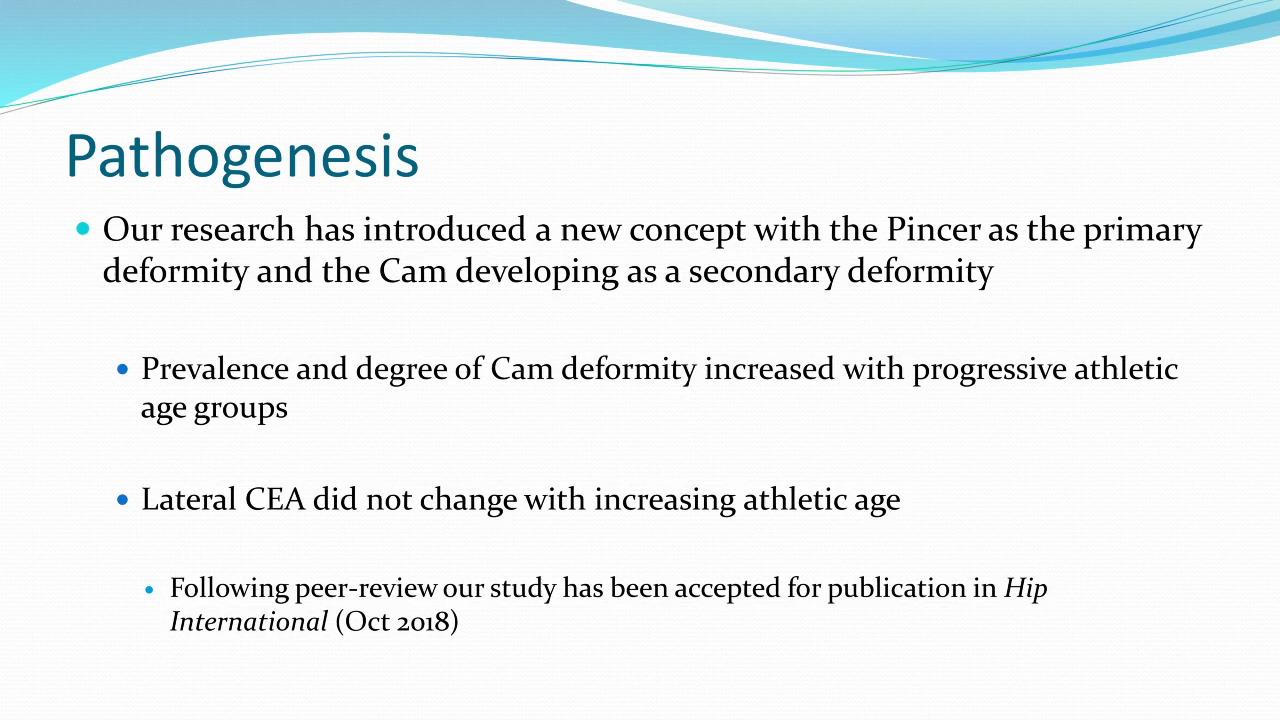 Pathogenesis
Our research has introduced a new concept with the Pincer as the primary
deformity and the Cam developing as a secondary deformity
Prevalence and degree of Cam deformity increased with progressive athletic
age groups
Lateral CEA did not change with increasing athletic age
Following peer-review our study has been accepted for publication in Hip
International (Oct 2018)